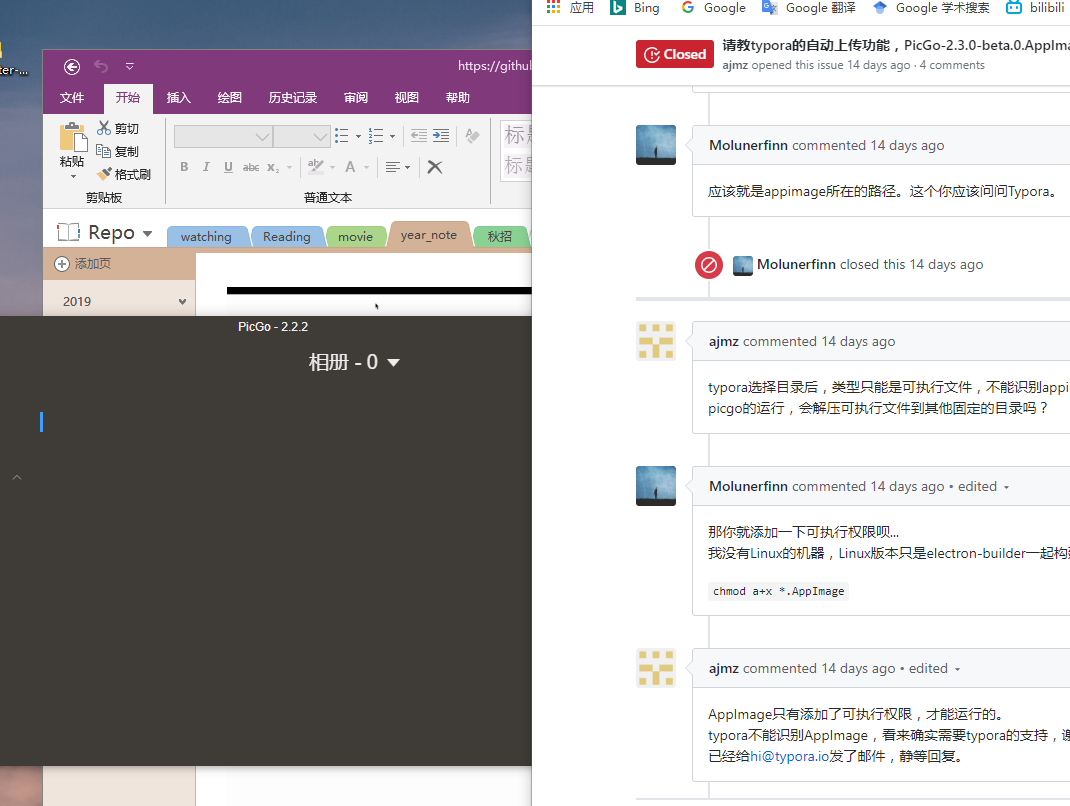 ter-...
https://githu
文件 开始 插入 绘图 历史记录 审阅 视图 帮助
粘贴
剪切
复制
格式刷
剪贴板
B I U abc x₂ ab A
普通文本
标
标
Repo watching Reading movie year_note 秋招
添加页
2019
PicGo - 2.2.2
相册 - 0
应用 Bing Google Google 翻译 Google 学术搜索 bilibili
Closed
请教typora的自动上传功能，PicGo-2.3.0-beta.0.AppIma
ajmz opened this issue 14 days ago · 4 comments
Molunerfinn commented 14 days ago
应该就是appimage所在的路径。这个你应该问问Typora。
Molunerfinn closed this 14 days ago
ajmz commented 14 days ago
typora选择目录后，类型只能是可执行文件，不能识别appi
picgo的运行，会解压可执行文件到其他固定的目录吗？
Molunerfinn commented 14 days ago • edited
那你就添加一下可执行权限呗...
我没有Linux的机器，Linux版本只是electron-builder一起构
chmod a+x *.AppImage
ajmz commented 14 days ago • edited
AppImage只有添加了可执行权限，才能运行的。
typora不能识别AppImage，看来确实需要typora的支持，
已经给hi@typora.io发了邮件，静等回复。